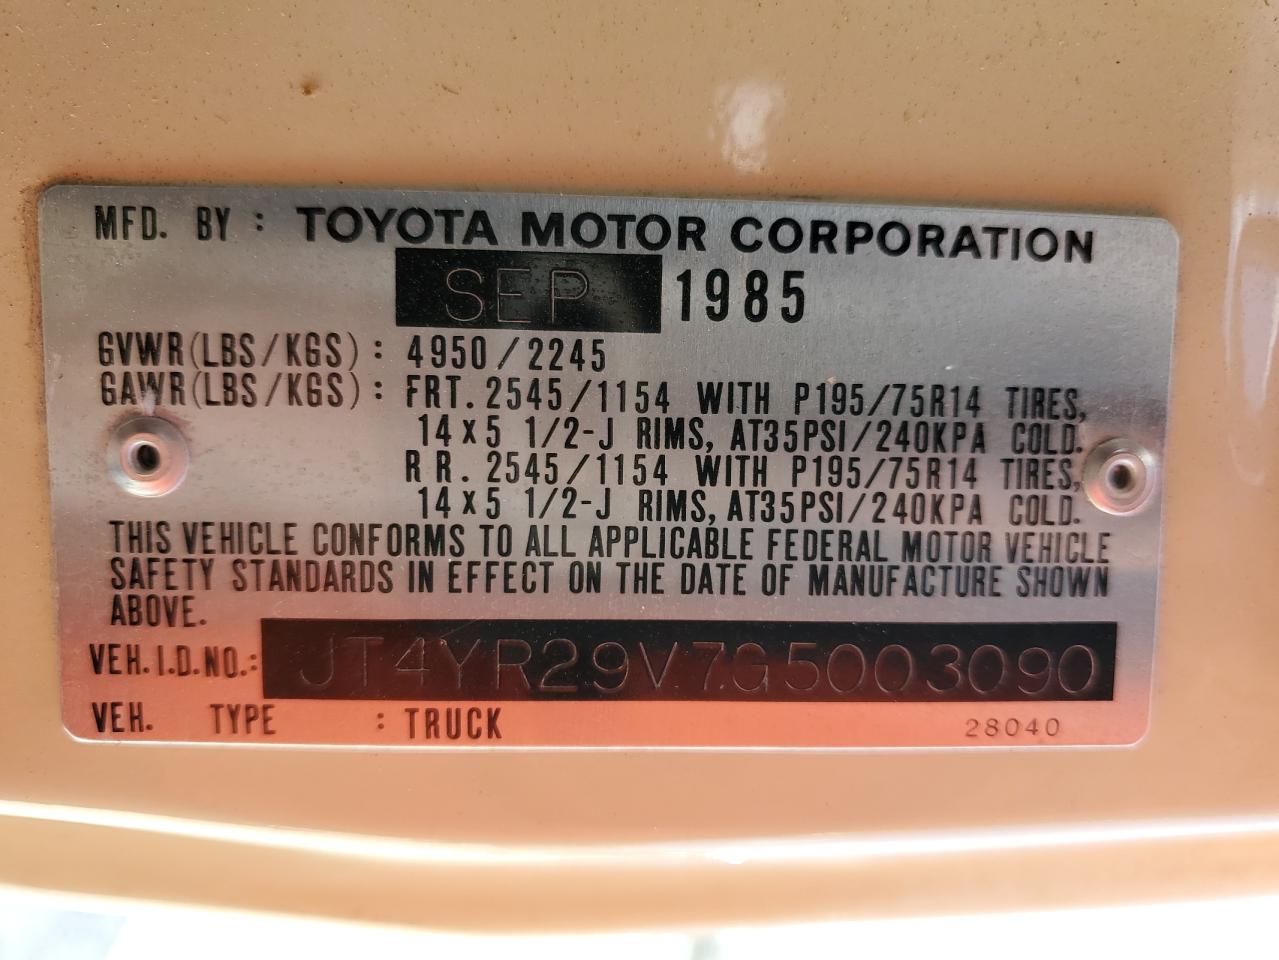 MFD. BY : TOYOTA MOTOR CORPORATION
SEP 1985
GVWR(LBS/KGS) : 4950/2245
GAWR(LBS/KGS) : FRT. 2545/1154 WITH P195/75R14 TIRES,
14x5 1/2-J RIMS, AT35PSI/240KPA COLD.
RR. 2545/1154 WITH P195/75R14 TIRES,
14x5 1/2-J RIMS, AT35PSI/240KPA COLD.
THIS VEHICLE CONFORMS TO ALL APPLICABLE FEDERAL MOTOR VEHICLE
SAFETY STANDARDS IN EFFECT ON THE DATE OF MANUFACTURE SHOWN
ABOVE.
VEH. I.D. NO.: JT4YR29V7G5003090
VEH. TYPE : TRUCK 28040